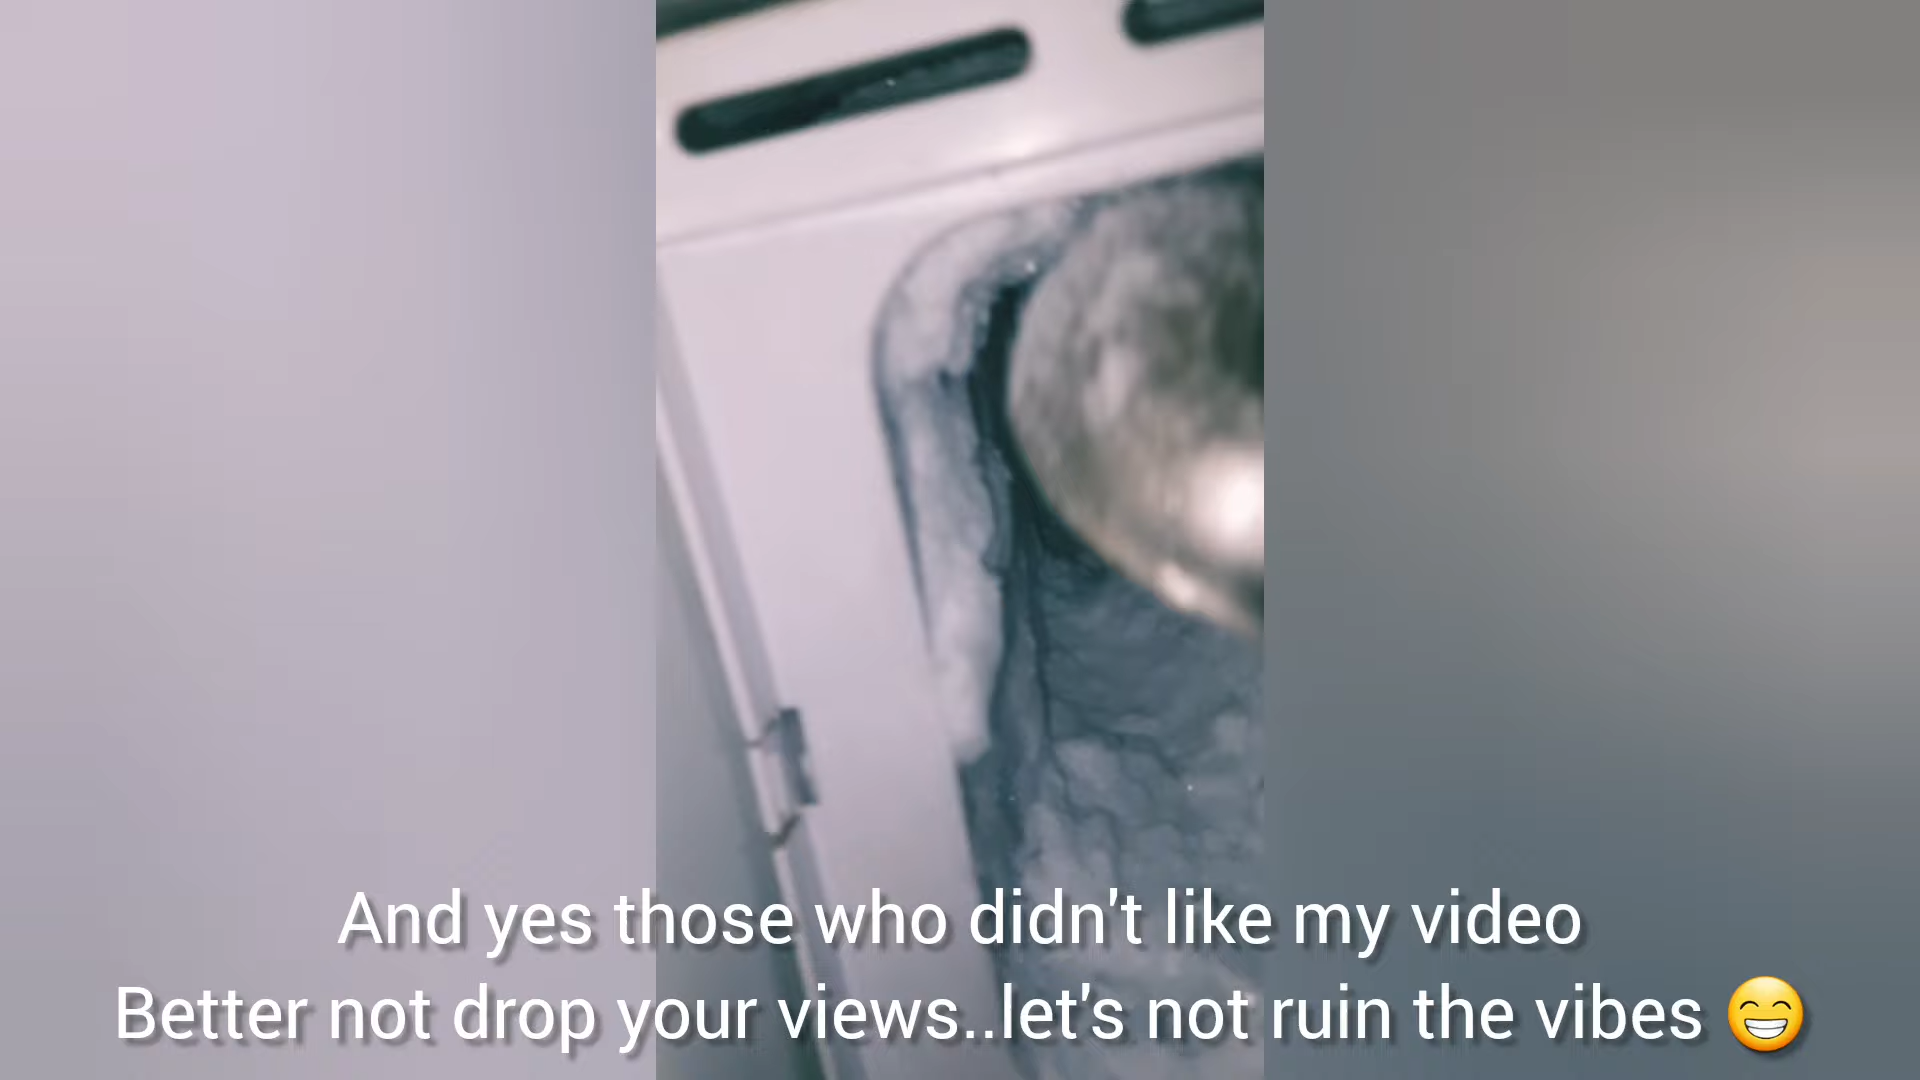 And yes those who didn't like my video
Better not drop your views..let's not ruin the vibes 😁